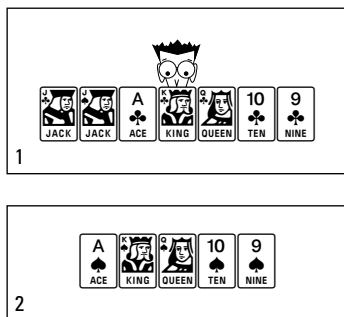 J J A K Q 10 9
JACK JACK ACE KING QUEEN TEN NINE
1
A K Q 10 9
ACE KING QUEEN TEN NINE
2